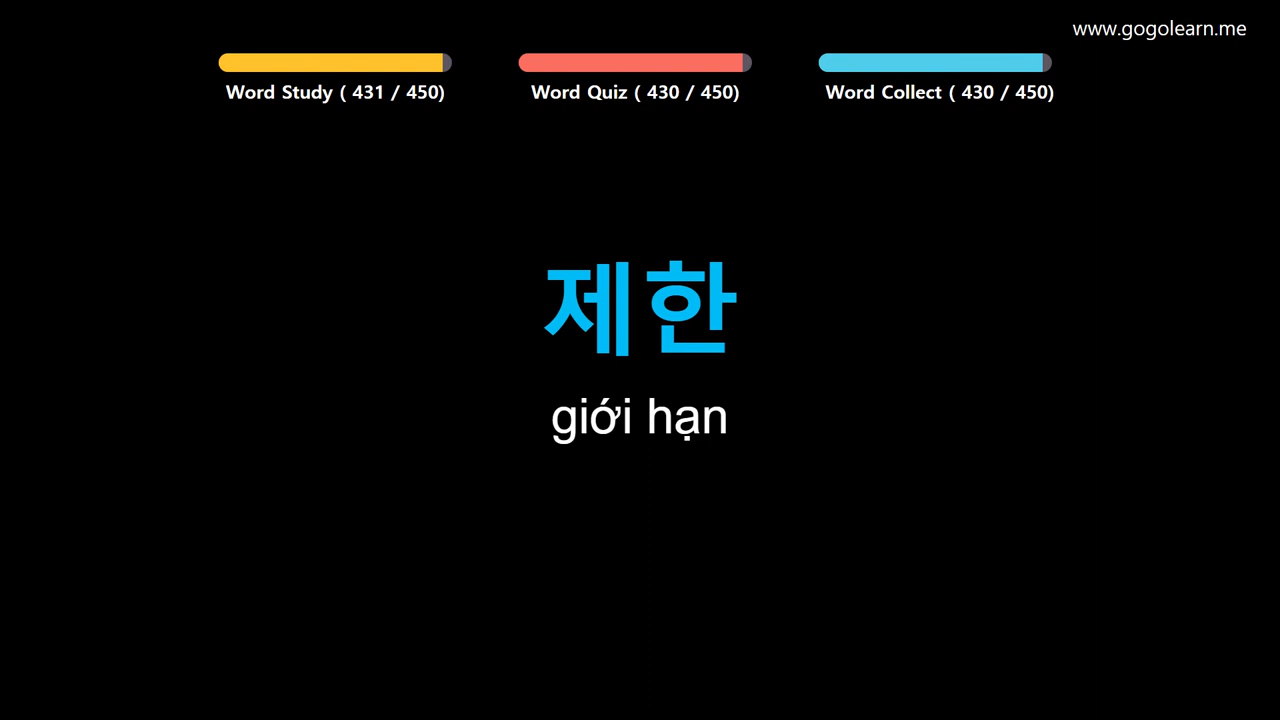 www.gogolearn.me
Word Study ( 431 / 450)
Word Quiz ( 430 / 450)
Word Collect ( 430 / 450)
제한
giới hạn